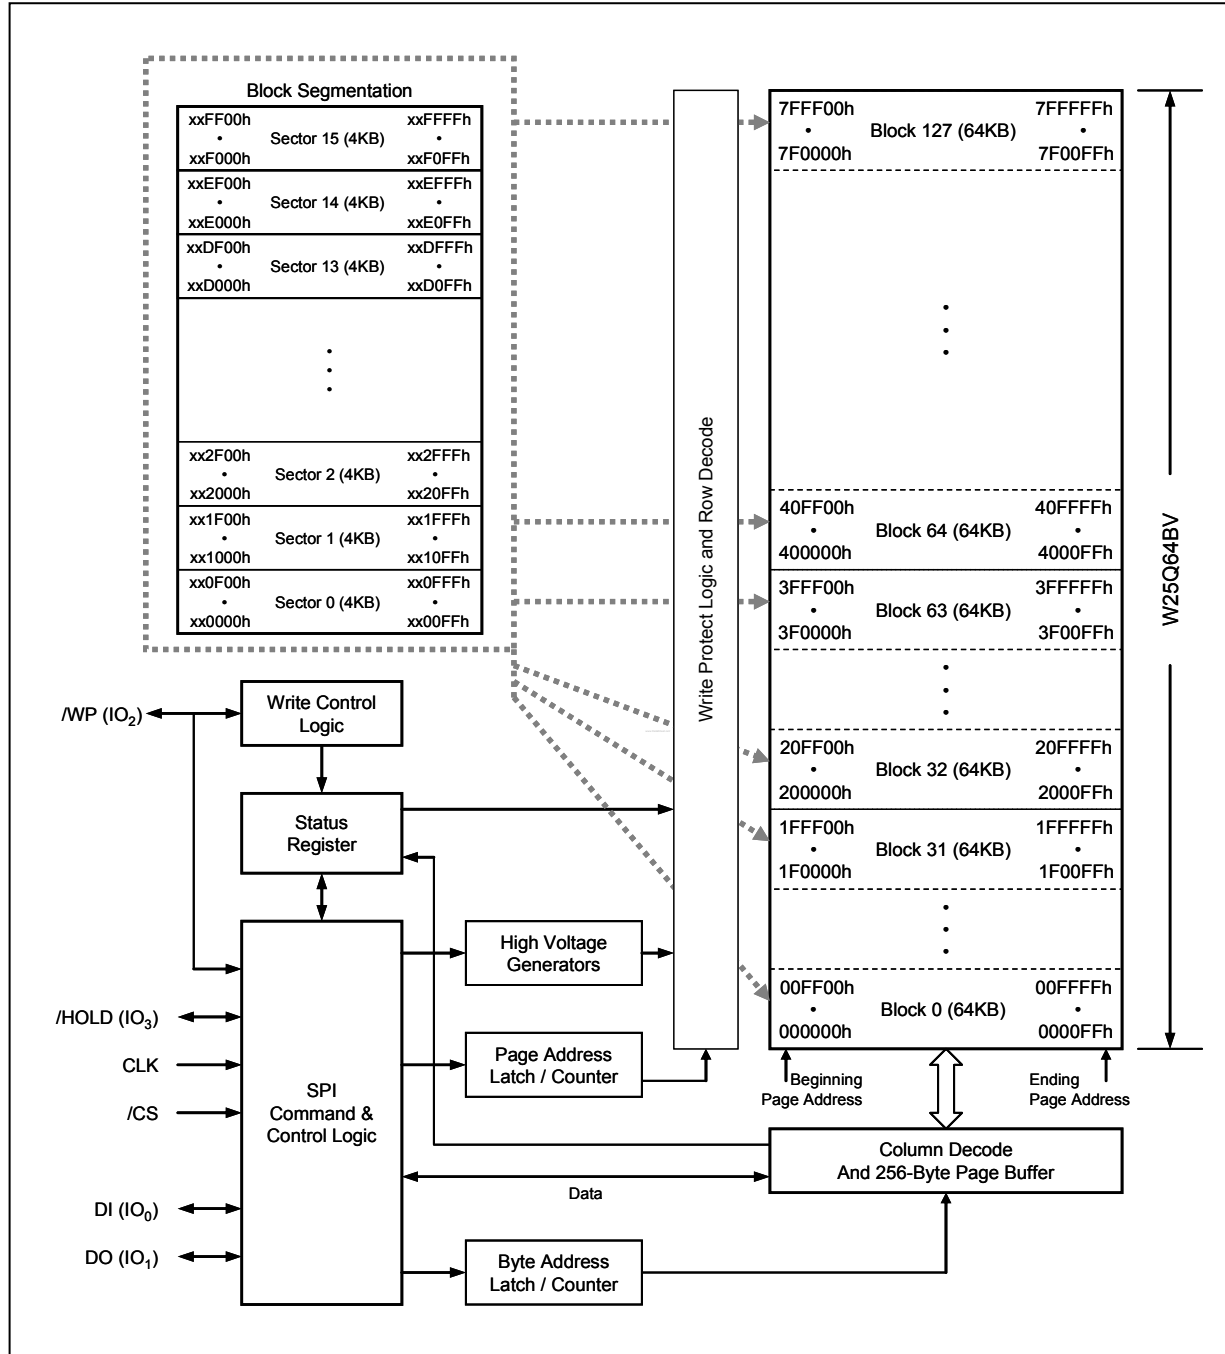 Block Segmentation
xxFF00h xxFFFFh
• Sector 15 (4KB) •
xxF000h xxF0FFh
xxEF00h xxEFFFh
• Sector 14 (4KB) •
xxE000h xxE0FFh
xxDF00h xxDFFFh
• Sector 13 (4KB) •
xxD000h xxD0FFh
xx2F00h xx2FFFh
• Sector 2 (4KB) •
xx2000h xx20FFh
xx1F00h xx1FFFh
• Sector 1 (4KB) •
xx1000h xx10FFh
xx0F00h xx0FFFh
• Sector 0 (4KB) •
xx0000h xx00FFh
Write Protect Logic and Row Decode
7FFF00h 7FFFFFh
• Block 127 (64KB) •
7F0000h 7F00FFh
40FF00h 40FFFFh
• Block 64 (64KB) •
400000h 4000FFh
3FFF00h 3FFFFFh
• Block 63 (64KB) •
3F0000h 3F00FFh
20FF00h 20FFFFh
• Block 32 (64KB) •
200000h 2000FFh
1FFF00h 1FFFFFh
• Block 31 (64KB) •
1F0000h 1F00FFh
00FF00h 00FFFFh
• Block 0 (64KB) •
000000h 0000FFh
W25Q64BV
Beginning
Page Address
Ending
Page Address
/WP (IO2)
Write Control
Logic
Status
Register
High Voltage
Generators
/HOLD (IO3)
CLK
/CS
SPI
Command &
Control Logic
Page Address
Latch / Counter
Column Decode
And 256-Byte Page Buffer
Data
DI (IO0)
DO (IO1)
Byte Address
Latch / Counter